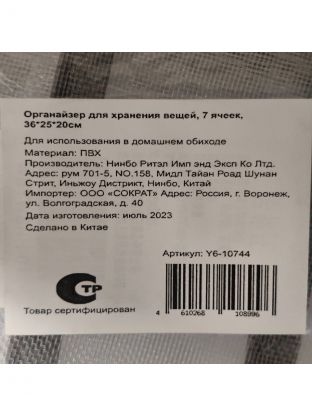 Органайзер для хранения вещей, 7 ячеек,
36*25*20см
Для использования в домашнем обиходе
Материал: ПВХ
Производитель: Нинбо Ритэл Имп энд Эксп Ко Лтд.
Адрес: рум 701-5, NO.158, Мидл Тайан Роад Шунан
Стрит, Иньжоу Дистрикт, Нинбо, Китай
Импортер: ООО «СОКРАТ» Адрес: Россия, г. Воронеж,
ул. Волгоградская, д. 40
Дата изготовления: июль 2023
Сделано в Китае
Артикул: Y6-10744
СТР
Товар сертифицирован
4 610268 108996